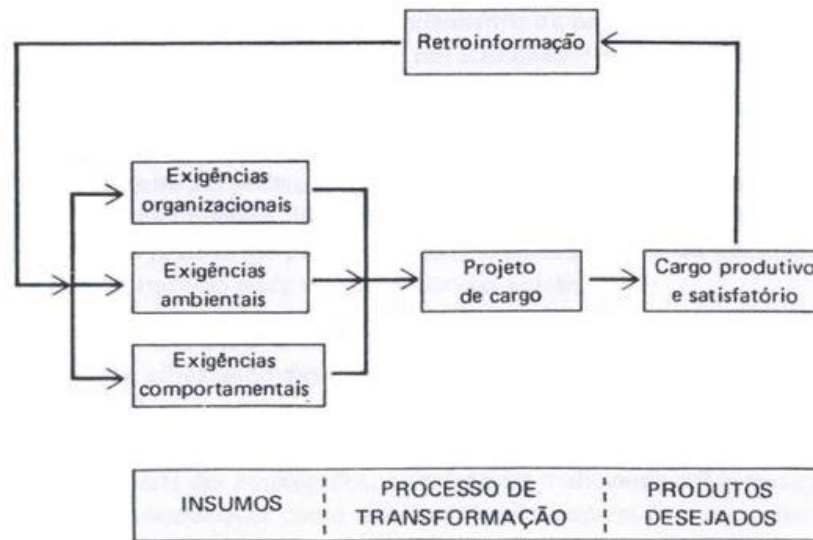 Retroinformação
Exigências
organizacionais
Exigências
ambientais
Exigências
comportamentais
Projeto
de cargo
Cargo produtivo
e satisfatório
INSUMOS
PROCESSO DE
TRANSFORMAÇÃO
PRODUTOS
DESEJADOS